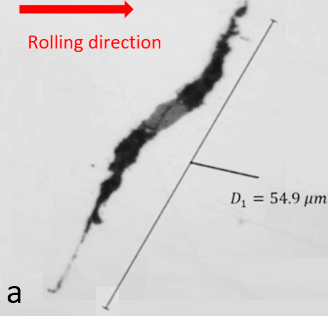 Rolling direction
D₁ = 54.9 μm
a